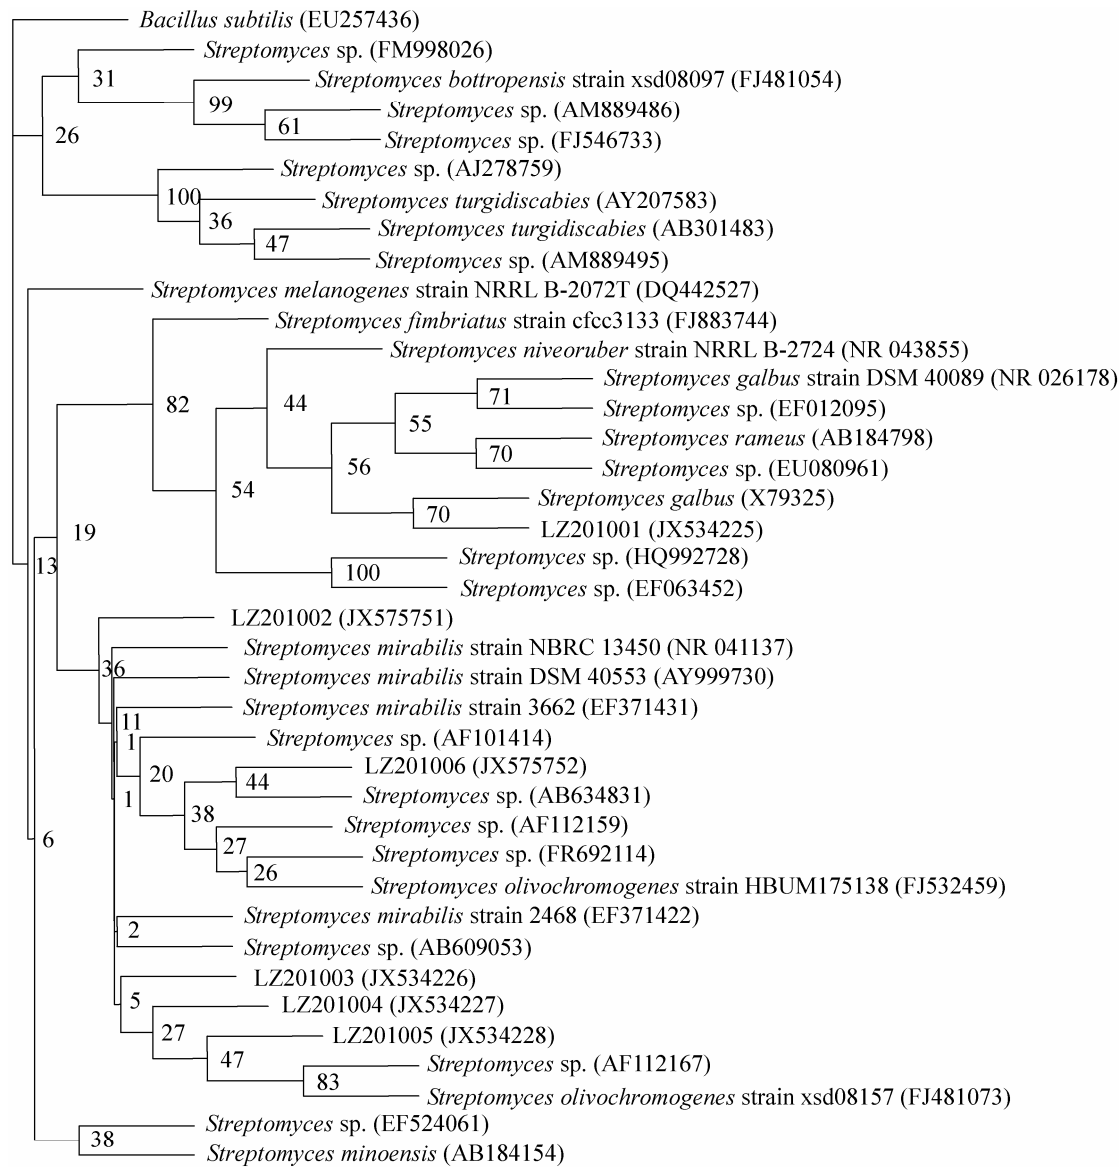 Bacillus subtilis (EU257436)
Streptomyces sp. (FM998026)
31
Streptomyces bottropensis strain xsd08097 (FJ481054)
99
Streptomyces sp. (AM889486)
61
26
Streptomyces sp. (FJ546733)
Streptomyces sp. (AJ278759)
100
Streptomyces turgidiscabies (AY207583)
36
Streptomyces turgidiscabies (AB301483)
47
Streptomyces sp. (AM889495)
Streptomyces melanogenes strain NRRL B-2072T (DQ442527)
Streptomyces fimbriatus strain cfcc3133 (FJ883744)
Streptomyces niveoruber strain NRRL B-2724 (NR 043855)
Streptomyces galbus strain DSM 40089 (NR 026178)
71
82
44
Streptomyces sp. (EF012095)
55
Streptomyces rameus (AB184798)
70
56
Streptomyces sp. (EU080961)
54
Streptomyces galbus (X79325)
70
19
LZ201001 (JX534225)
Streptomyces sp. (HQ992728)
13
100
Streptomyces sp. (EF063452)
LZ201002 (JX575751)
Streptomyces mirabilis strain NBRC 13450 (NR 041137)
36
Streptomyces mirabilis strain DSM 40553 (AY999730)
Streptomyces mirabilis strain 3662 (EF371431)
11
1
Streptomyces sp. (AF101414)
20
LZ201006 (JX575752)
44
1
Streptomyces sp. (AB634831)
38
Streptomyces sp. (AF112159)
6
27
Streptomyces sp. (FR692114)
26
Streptomyces olivochromogenes strain HBUM175138 (FJ532459)
Streptomyces mirabilis strain 2468 (EF371422)
2
Streptomyces sp. (AB609053)
LZ201003 (JX534226)
5
LZ201004 (JX534227)
27
LZ201005 (JX534228)
47
Streptomyces sp. (AF112167)
83
Streptomyces olivochromogenes strain xsd08157 (FJ481073)
Streptomyces sp. (EF524061)
38
Streptomyces minoensis (AB184154)